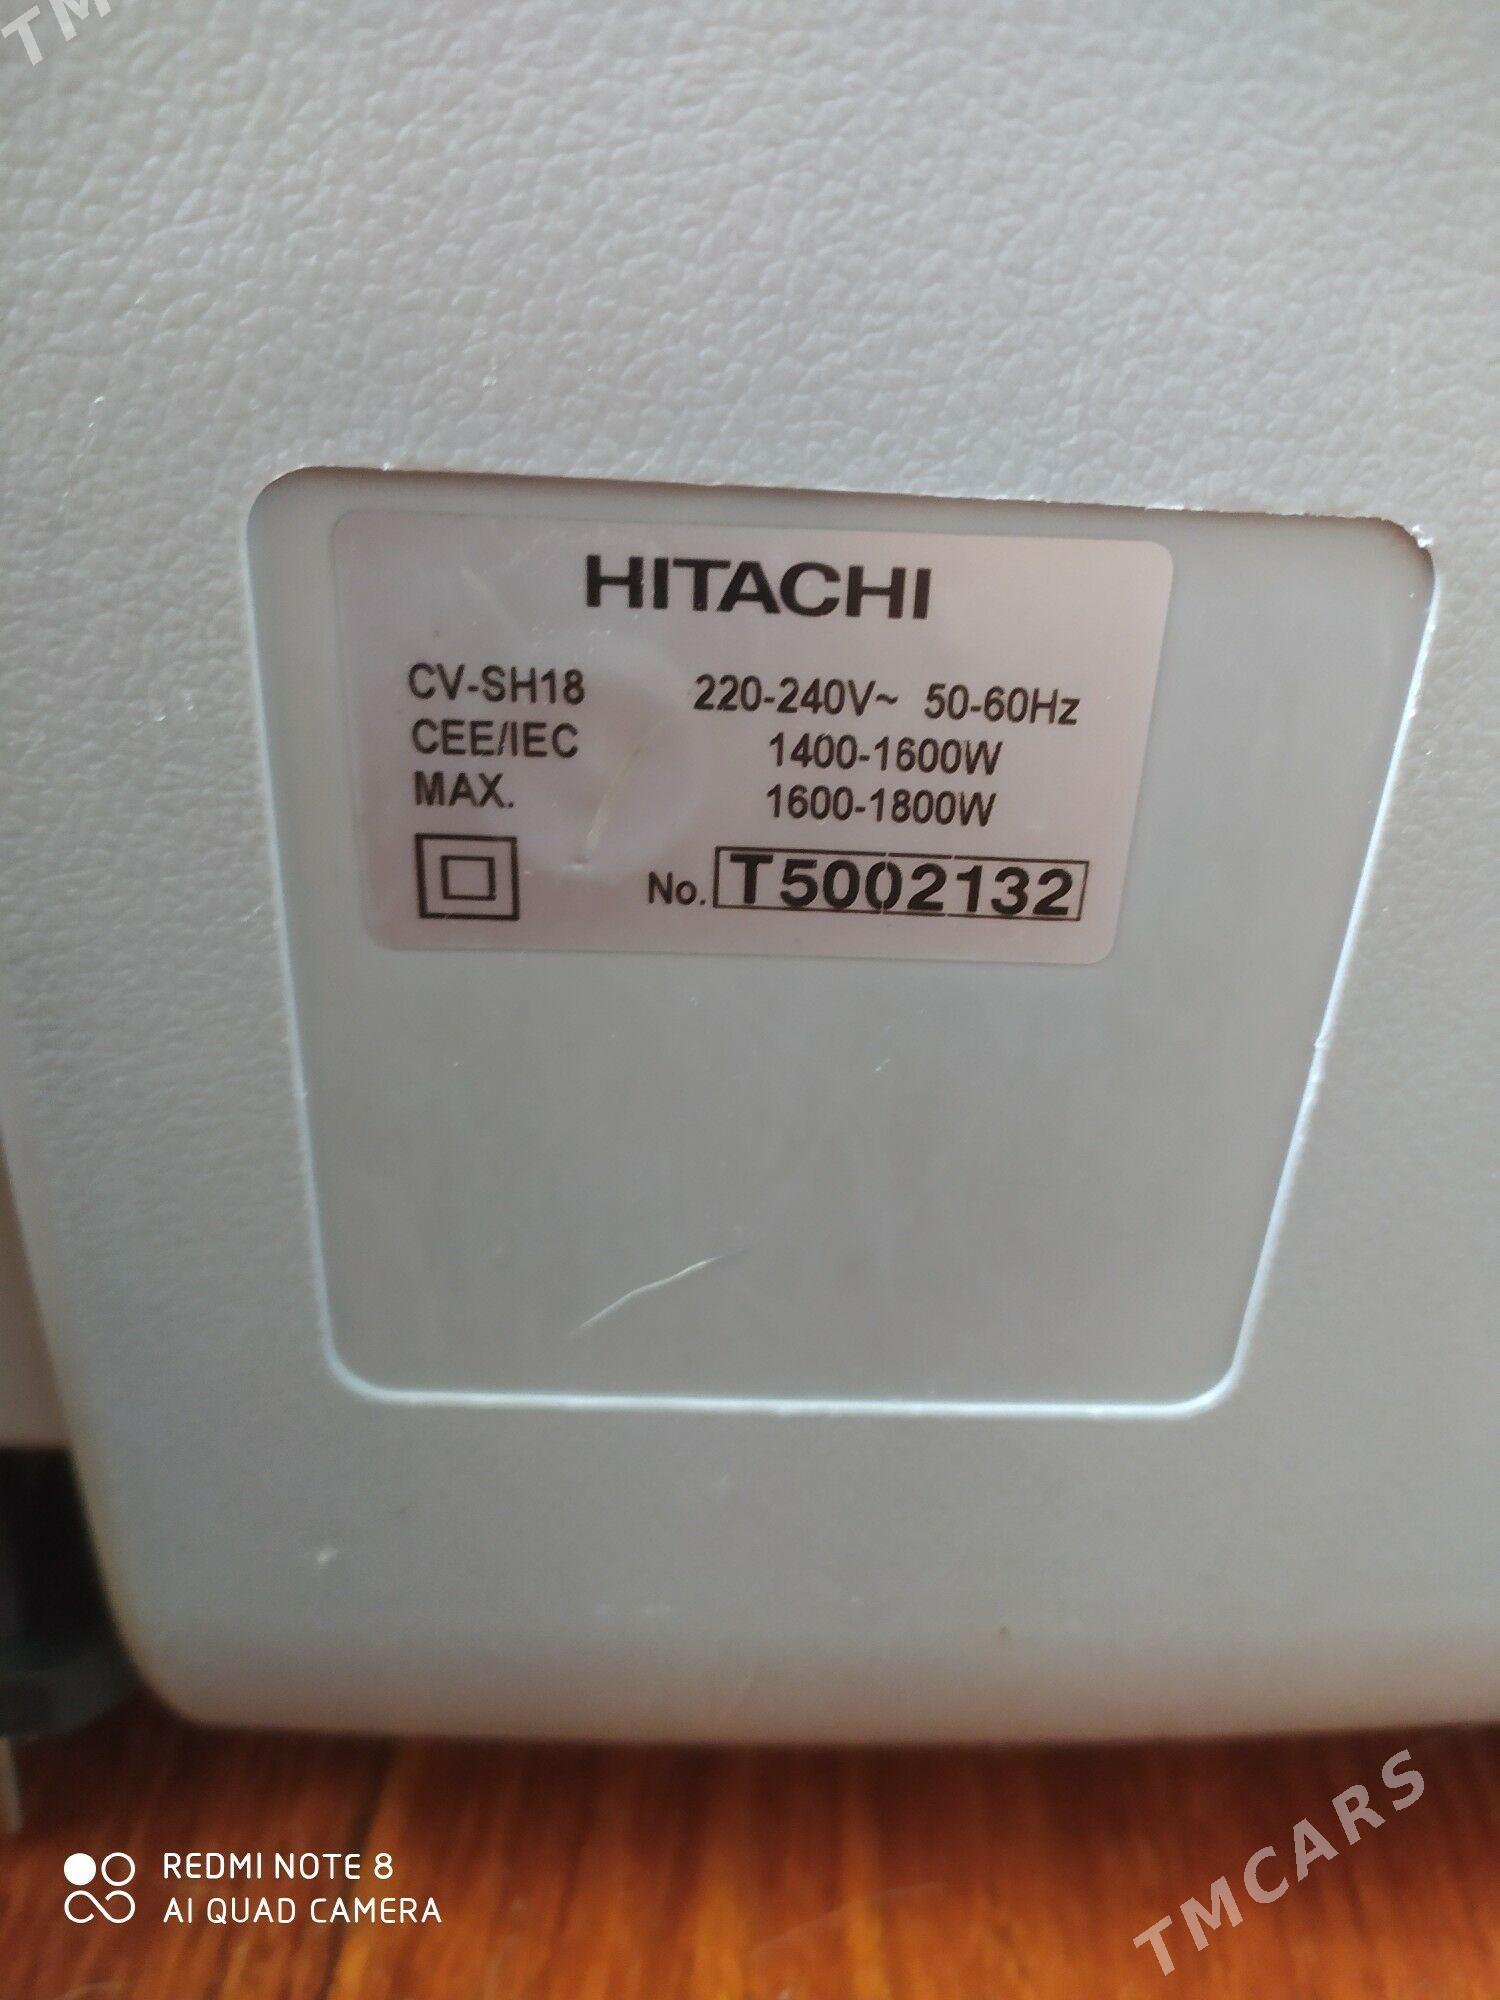 TM
HITACHI
CV-SH18 220-240V~ 50-60Hz
CEE/IEC 1400-1600W
MAX. 1600-1800W
No. T5002132
REDMI NOTE 8
AI QUAD CAMERA
TMCARS